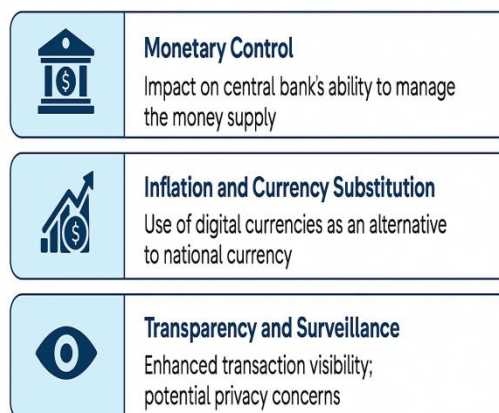 Monetary Control
Impact on central bank's ability to manage
the money supply
$
Inflation and Currency Substitution
Use of digital currencies as an alternative
to national currency
$
Transparency and Surveillance
Enhanced transaction visibility;
potential privacy concerns